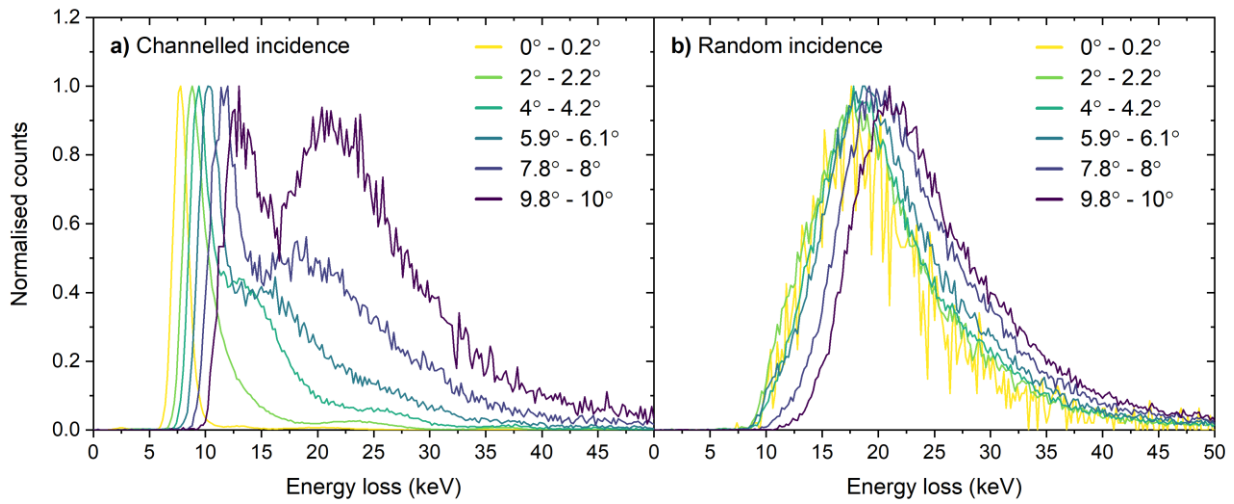 a) Channelled incidence
0° - 0.2°
2° - 2.2°
4° - 4.2°
5.9° - 6.1°
7.8° - 8°
9.8° - 10°
b) Random incidence
0° - 0.2°
2° - 2.2°
4° - 4.2°
5.9° - 6.1°
7.8° - 8°
9.8° - 10°
Normalised counts
1.2
1.0
0.8
0.6
0.4
0.2
0.0
0 5 10 15 20 25 30 35 40 45
0 5 10 15 20 25 30 35 40 45 50
Energy loss (keV)
Energy loss (keV)